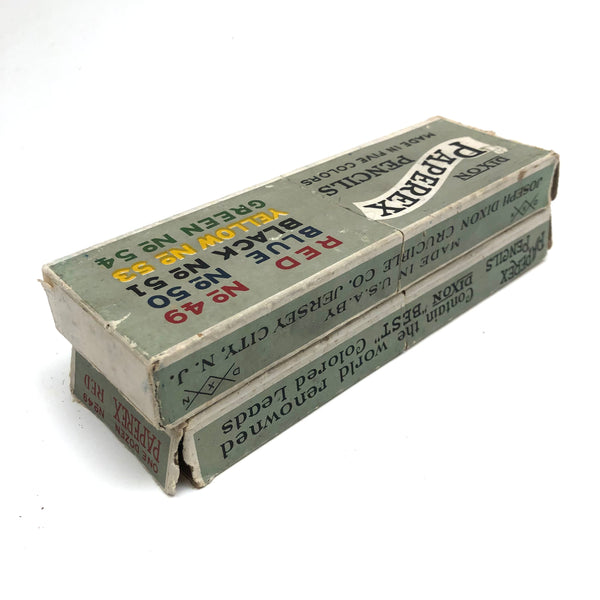 DIXON
PAPEREX
PENCILS
MADE IN FIVE COLORS
RED No 49
BLUE No 50
BLACK No 51
YELLOW No 53
GREEN No 54
JOSEPH DIXON CRUCIBLE CO. JERSEY CITY, N. J.
MADE IN U.S.A. BY
D X N
PAPEREX
PENCILS
Contain the world renowned
DIXON "BEST" Colored Leads
ONE DOZEN
PAPEREX RED
No 49